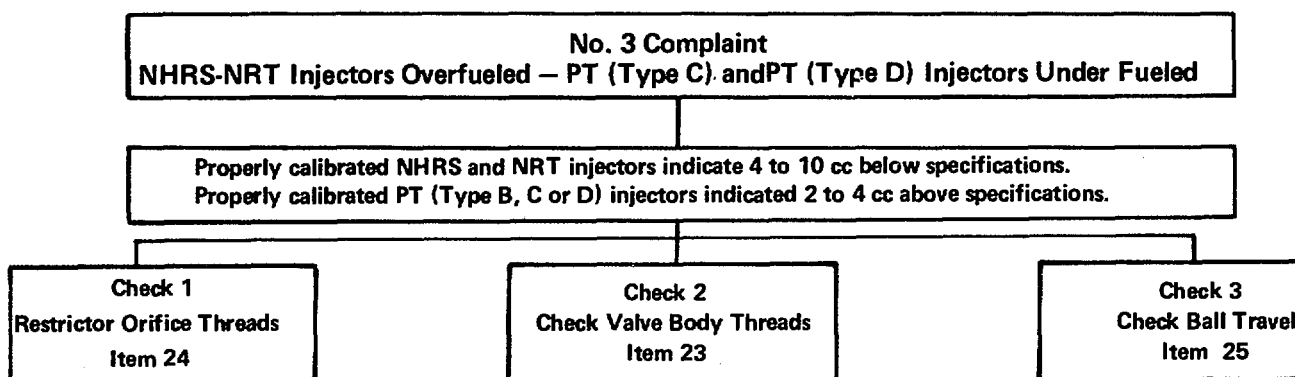 No. 3 Complaint
NHRS-NRT Injectors Overfueled — PT (Type C) andPT (Type D) Injectors Under Fueled
Properly calibrated NHRS and NRT injectors indicate 4 to 10 cc below specifications.
Properly calibrated PT (Type B, C or D) injectors indicated 2 to 4 cc above specifications.
Check 1
Restrictor Orifice Threads
Item 24
Check 2
Check Valve Body Threads
Item 23
Check 3
Check Ball Travel
Item 25